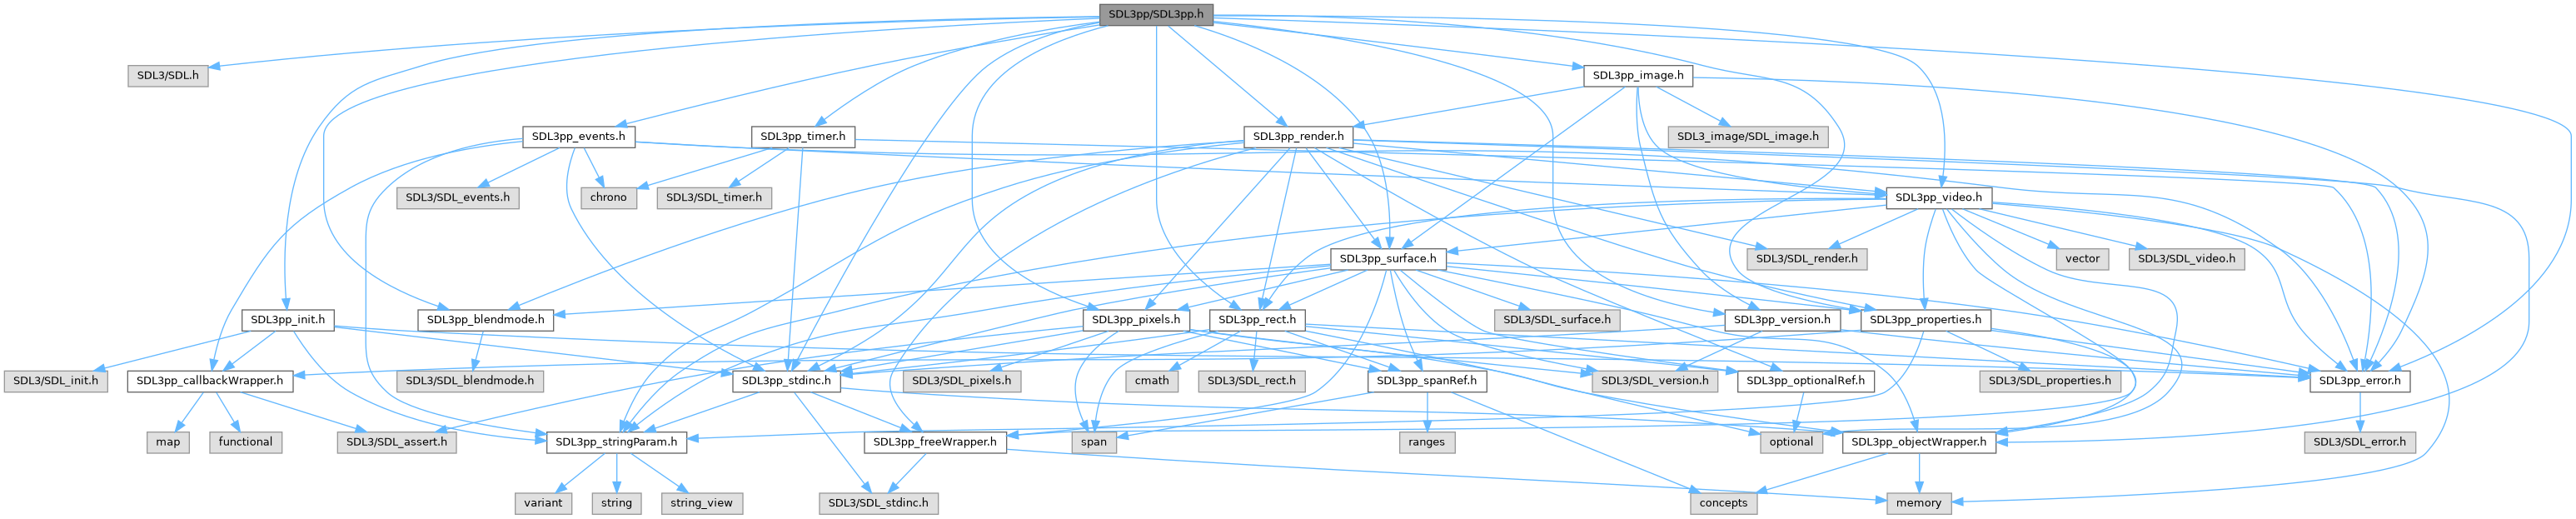 SDL3pp/SDL3pp.h
SDL3/SDL.h
SDL3pp_image.h
SDL3pp_events.h
SDL3pp_timer.h
SDL3pp_render.h
SDL3_image/SDL_image.h
SDL3/SDL_events.h
chrono
SDL3/SDL_timer.h
SDL3pp_video.h
SDL3pp_surface.h
SDL3/SDL_render.h
vector
SDL3/SDL_video.h
SDL3pp_init.h
SDL3pp_blendmode.h
SDL3pp_pixels.h
SDL3pp_rect.h
SDL3/SDL_surface.h
SDL3pp_version.h
SDL3pp_properties.h
SDL3/SDL_init.h
SDL3pp_callbackWrapper.h
SDL3/SDL_blendmode.h
SDL3pp_stdinc.h
SDL3/SDL_pixels.h
cmath
SDL3/SDL_rect.h
SDL3pp_spanRef.h
SDL3/SDL_version.h
SDL3pp_optionalRef.h
SDL3/SDL_properties.h
SDL3pp_error.h
map
functional
SDL3/SDL_assert.h
SDL3pp_stringParam.h
SDL3pp_freeWrapper.h
span
ranges
optional
SDL3pp_objectWrapper.h
SDL3/SDL_error.h
variant
string
string_view
SDL3/SDL_stdinc.h
concepts
memory